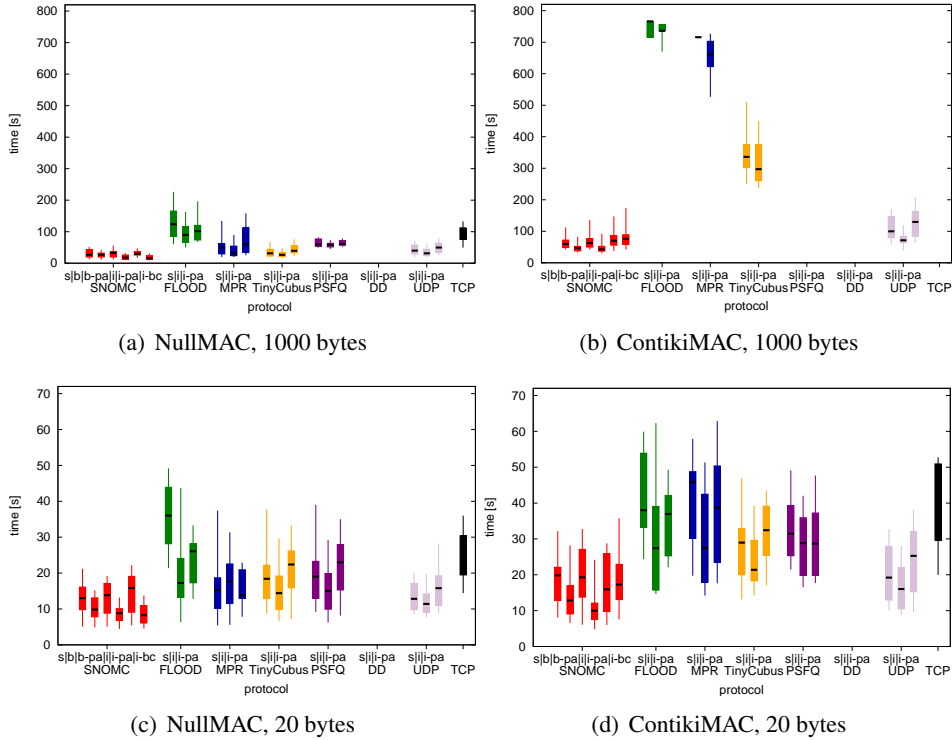 800
700
600
500
400
300
200
100
0
time [s]
s|b|b-pa|i|i-pa|i-bc s|i|i-pa s|i|i-pa s|i|i-pa s|i|i-pa s|i|i-pa s|i|i-pa
SNOMC FLOOD MPR TinyCubus PSFQ DD UDP TCP
protocol
(a) NullMAC, 1000 bytes
800
700
600
500
400
300
200
100
0
time [s]
s|b|b-pa|i|i-pa|i-bc s|i|i-pa s|i|i-pa s|i|i-pa s|i|i-pa s|i|i-pa s|i|i-pa
SNOMC FLOOD MPR TinyCubus PSFQ DD UDP TCP
protocol
(b) ContikiMAC, 1000 bytes
70
60
50
40
30
20
10
0
time [s]
s|b|b-pa|i|i-pa|i-bc s|i|i-pa s|i|i-pa s|i|i-pa s|i|i-pa s|i|i-pa s|i|i-pa
SNOMC FLOOD MPR TinyCubus PSFQ DD UDP TCP
protocol
(c) NullMAC, 20 bytes
70
60
50
40
30
20
10
0
time [s]
s|b|b-pa|i|i-pa|i-bc s|i|i-pa s|i|i-pa s|i|i-pa s|i|i-pa s|i|i-pa s|i|i-pa
SNOMC FLOOD MPR TinyCubus PSFQ DD UDP TCP
protocol
(d) ContikiMAC, 20 bytes